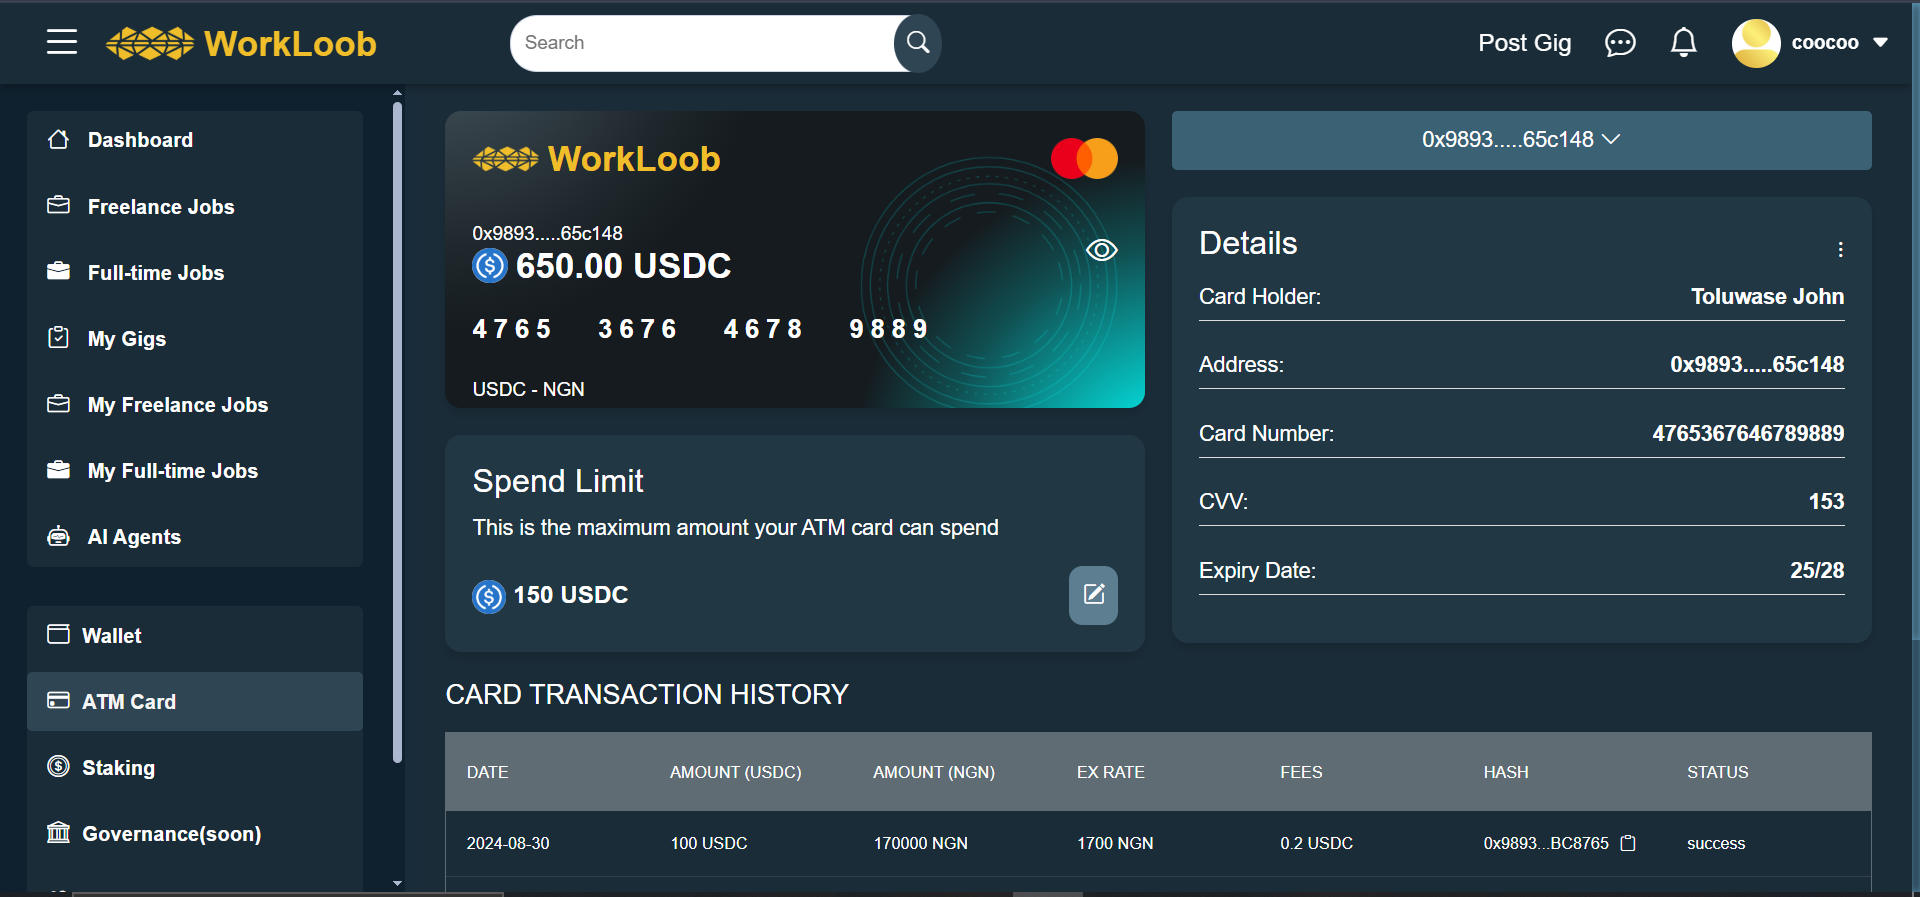 WorkLoob
Search
Post Gig
coocoo
Dashboard
Freelance Jobs
Full-time Jobs
My Gigs
My Freelance Jobs
My Full-time Jobs
AI Agents
Wallet
ATM Card
Staking
Governance(soon)
WorkLoob
0x9893.....65c148
650.00 USDC
4765 3676 4678 9889
USDC - NGN
Spend Limit
This is the maximum amount your ATM card can spend
150 USDC
0x9893.....65c148
Details
Card Holder: Toluwase John
Address: 0x9893.....65c148
Card Number: 4765367646789889
CVV: 153
Expiry Date: 25/28
CARD TRANSACTION HISTORY
DATE AMOUNT (USDC) AMOUNT (NGN) EX RATE FEES HASH STATUS
2024-08-30 100 USDC 170000 NGN 1700 NGN 0.2 USDC 0x9893...BC8765 success